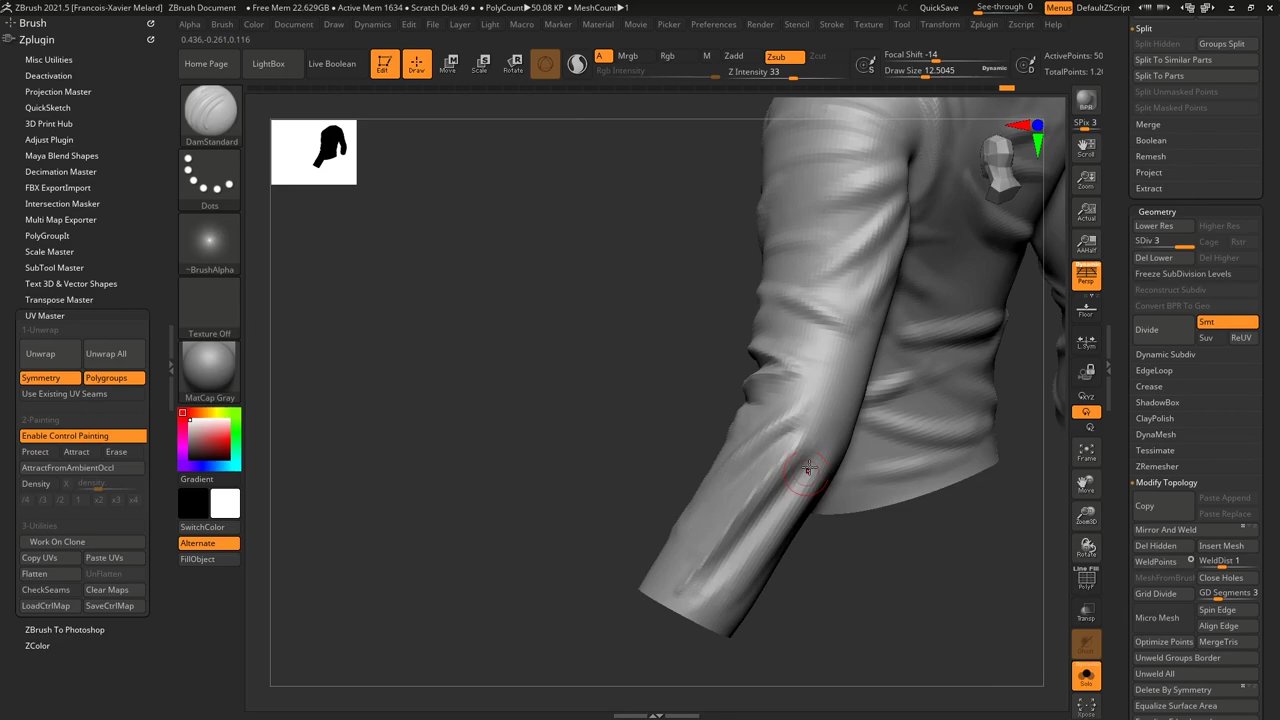 ZBrush 2021.5 [Francois-Xavier Melard] ZBrush Document • Free Mem 22.629GB • Active Mem 1634 • Scratch Disk 49 • PolyCount▶50.08 KP • MeshCount▶1 AC QuickSave See-through 0 Menus DefaultZScript
Brush
Alpha Brush Color Document Draw Dynamics Edit File Layer Light Macro Marker Material Movie Picker Preferences Render Stencil Stroke Texture Tool Transform Zplugin Zscript Help
Zplugin
0.436,-0.261,0.116
Home Page LightBox Live Boolean Edit Draw Move Scale Rotate A Mrgb Rgb M Zadd Zsub Zcut Focal Shift -14 ActivePoints: 50
Rgb Intensity Z Intensity 33 Draw Size 12.5045 Dynamic TotalPoints: 1.2
Misc Utilities
Deactivation
Projection Master
QuickSketch
3D Print Hub
Adjust Plugin
Maya Blend Shapes
Decimation Master
FBX ExportImport
Intersection Masker
Multi Map Exporter
PolyGroupIt
Scale Master
SubTool Master
Text 3D & Vector Shapes
Transpose Master
UV Master
1-Unwrap
Unwrap Unwrap All
Symmetry Polygroups
Use Existing UV Seams
2-Painting
Enable Control Painting
Protect Attract Erase
AttractFromAmbientOccl
Density X density
/4 /3 /2 1 x2 x3 x4
3-Utilities
Work On Clone
Copy UVs Paste UVs
Flatten UnFlatten
CheckSeams Clear Maps
LoadCtrlMap SaveCtrlMap
ZBrush To Photoshop
ZColor
DamStandard
Dots
~BrushAlpha
Texture Off
MatCap Gray
Gradient
SwitchColor
Alternate
FillObject
BPR
SPix 3
Scroll
Zoom
Actual
AAHalf
Dynamic
Persp
Floor
L.Sym
XYZ
Frame
Move
Zoom3D
Rotate
Line Fill
PolyF
Transp
Dynamic
Solo
Xpose
Split
Split Hidden Groups Split
Split To Similar Parts
Split To Parts
Split Unmasked Points
Split Masked Points
Merge
Boolean
Remesh
Project
Extract
Geometry
Lower Res Higher Res
SDiv 3 Cage Rstr
Del Lower Del Higher
Freeze SubDivision Levels
Reconstruct Subdiv
Convert BPR To Geo
Divide Smt
Suv ReUV
Dynamic Subdiv
EdgeLoop
Crease
ShadowBox
ClayPolish
DynaMesh
Tessimate
ZRemesher
Modify Topology
Copy Paste Append
Paste Replace
Mirror And Weld
Del Hidden Insert Mesh
WeldPoints WeldDist 1
MeshFromBrush Close Holes
Grid Divide GD Segments 3
Micro Mesh Spin Edge
Align Edge
Optimize Points MergeTris
Unweld Groups Border
Unweld All
Delete By Symmetry
Equalize Surface Area